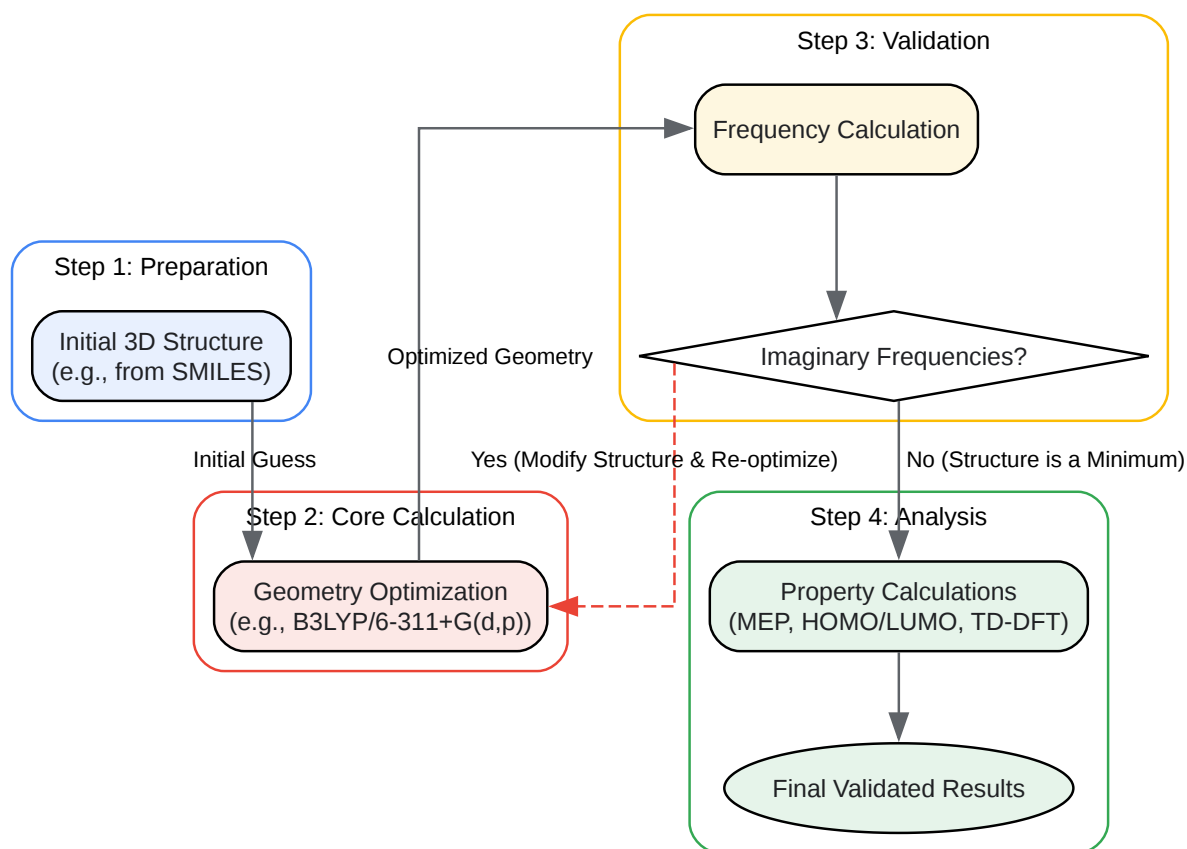 Step 1: Preparation
Initial 3D Structure
(e.g., from SMILES)
Initial Guess
Step 2: Core Calculation
Geometry Optimization
(e.g., B3LYP/6-311+G(d,p))
Optimized Geometry
Step 3: Validation
Frequency Calculation
Imaginary Frequencies?
Yes (Modify Structure & Re-optimize)
No (Structure is a Minimum)
Step 4: Analysis
Property Calculations
(MEP, HOMO/LUMO, TD-DFT)
Final Validated Results